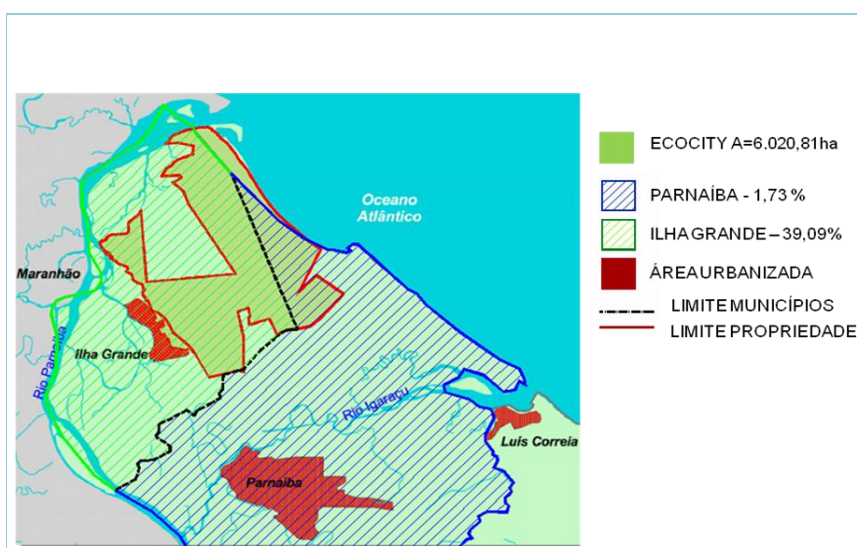 Oceano
Atlântico
Maranhão
Rio Parnaíba
Ilha Grande
Rio Igaraçu
Luís Correia
Parnaíba
ECOCITY A=6.020,81ha
PARNAÍBA - 1,73 %
ILHA GRANDE – 39,09%
ÁREA URBANIZADA
LIMITE MUNICÍPIOS
LIMITE PROPRIEDADE